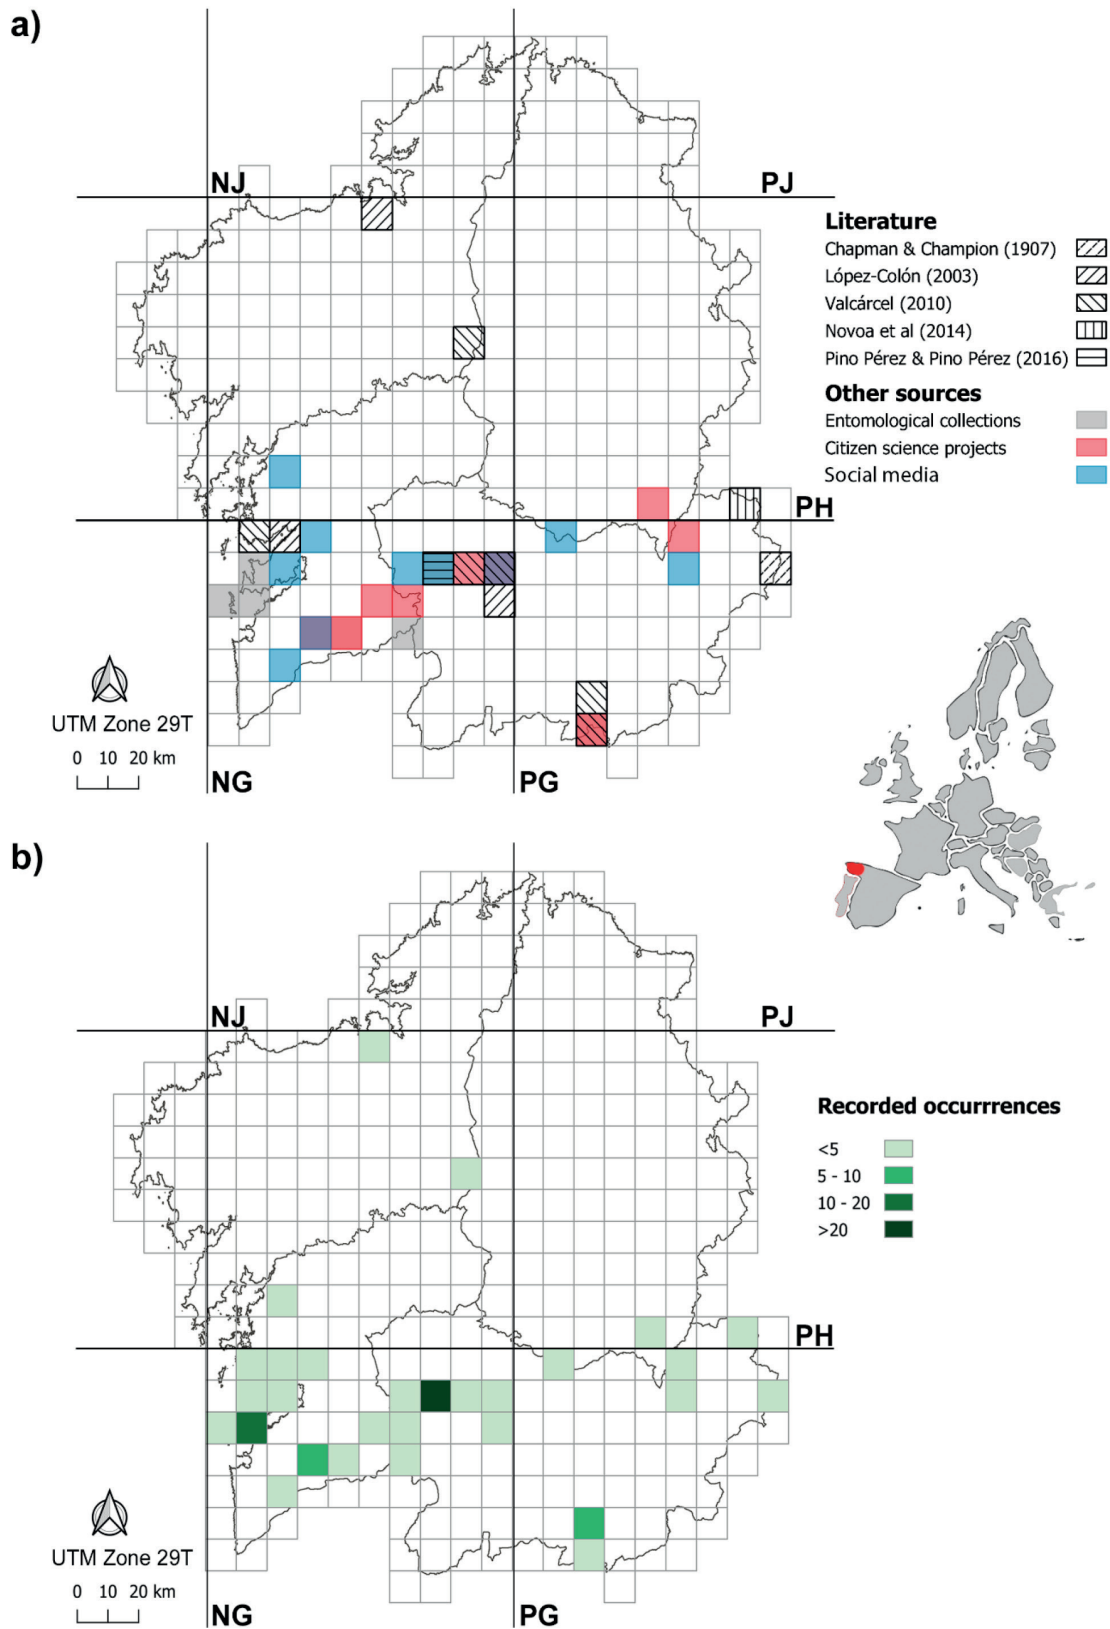 a)
NJ
PJ
Literature
Chapman & Champion (1907)
López-Colón (2003)
Valcárcel (2010)
Novoa et al (2014)
Pino Pérez & Pino Pérez (2016)
Other sources
Entomological collections
Citizen science projects
Social media
PH
UTM Zone 29T
0 10 20 km
NG
PG
b)
NJ
PJ
Recorded occurrrences
<5
5 - 10
10 - 20
>20
PH
UTM Zone 29T
0 10 20 km
NG
PG